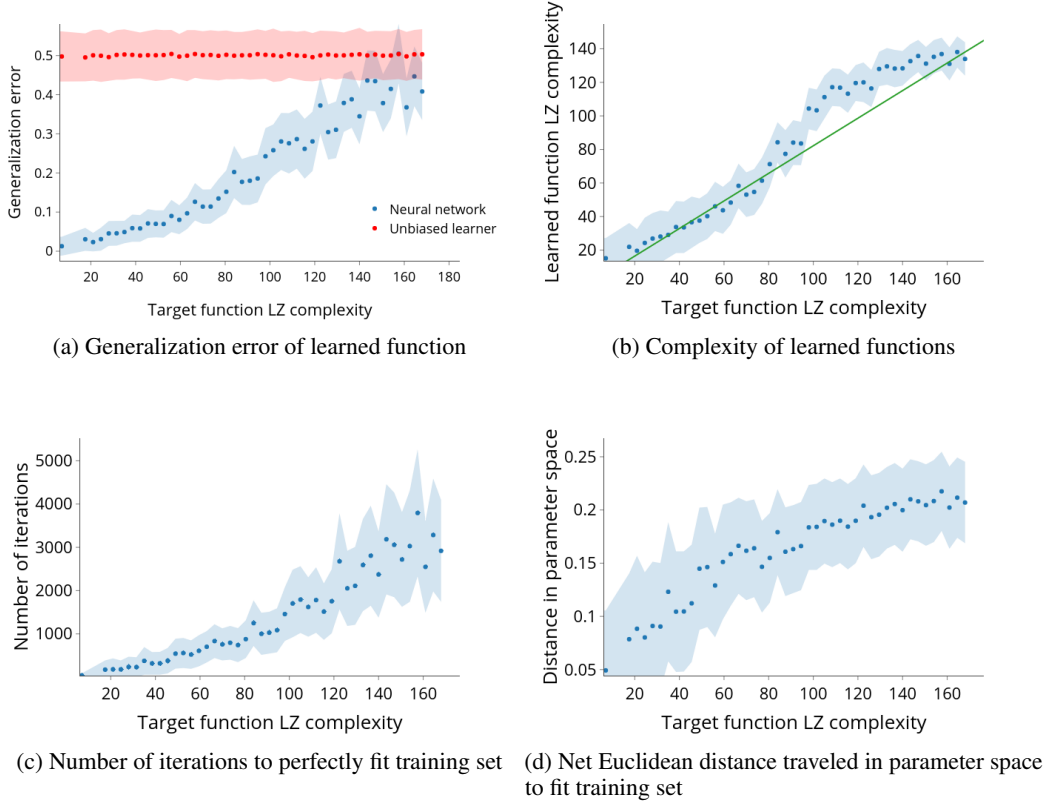 Generalization error
0.5
0.4
0.3
0.2
0.1
0
20 40 60 80 100 120 140 160 180
Neural network
Unbiased learner
Target function LZ complexity
(a) Generalization error of learned function
Learned function LZ complexity
140
120
100
80
60
40
20
20 40 60 80 100 120 140 160
Target function LZ complexity
(b) Complexity of learned functions
Number of iterations
5000
4000
3000
2000
1000
20 40 60 80 100 120 140 160
Target function LZ complexity
(c) Number of iterations to perfectly fit training set
Distance in parameter space
0.25
0.2
0.15
0.1
0.05
20 40 60 80 100 120 140 160
Target function LZ complexity
(d) Net Euclidean distance traveled in parameter space
to fit training set